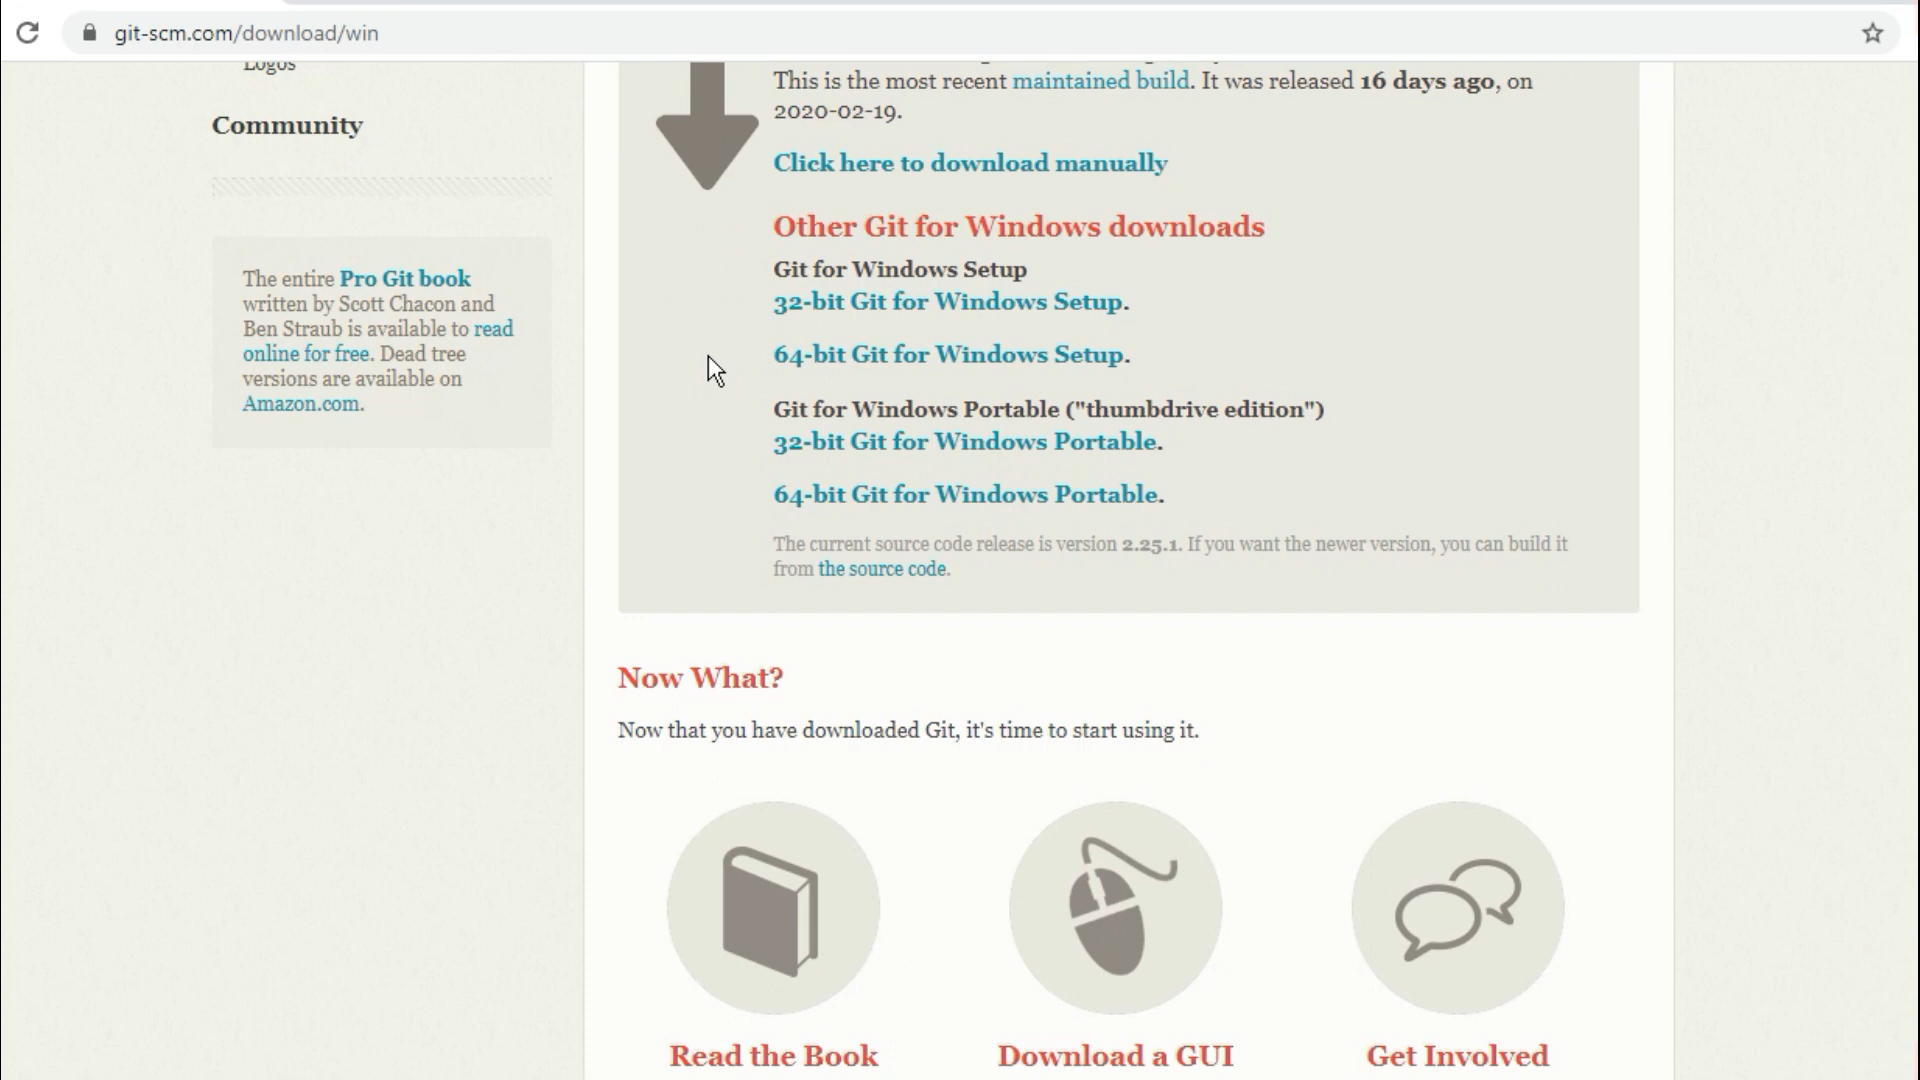 git-scm.com/download/win
Logos
Community
The entire Pro Git book
written by Scott Chacon and
Ben Straub is available to read
online for free. Dead tree
versions are available on
Amazon.com.
This is the most recent maintained build. It was released 16 days ago, on
2020-02-19.
Click here to download manually
Other Git for Windows downloads
Git for Windows Setup
32-bit Git for Windows Setup.
64-bit Git for Windows Setup.
Git for Windows Portable ("thumbdrive edition")
32-bit Git for Windows Portable.
64-bit Git for Windows Portable.
The current source code release is version 2.25.1. If you want the newer version, you can build it
from the source code.
Now What?
Now that you have downloaded Git, it's time to start using it.
Read the Book
Download a GUI
Get Involved